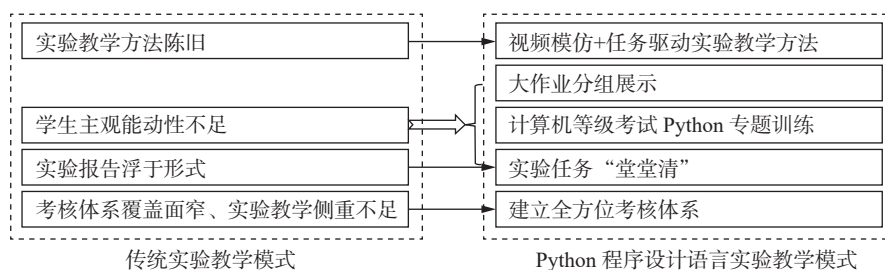 实验教学方法陈旧
学生主观能动性不足
实验报告浮于形式
考核体系覆盖面窄、实验教学侧重不足
传统实验教学模式
视频模仿+任务驱动实验教学方法
大作业分组展示
计算机等级考试 Python 专题训练
实验任务“堂堂清”
建立全方位考核体系
Python 程序设计语言实验教学模式